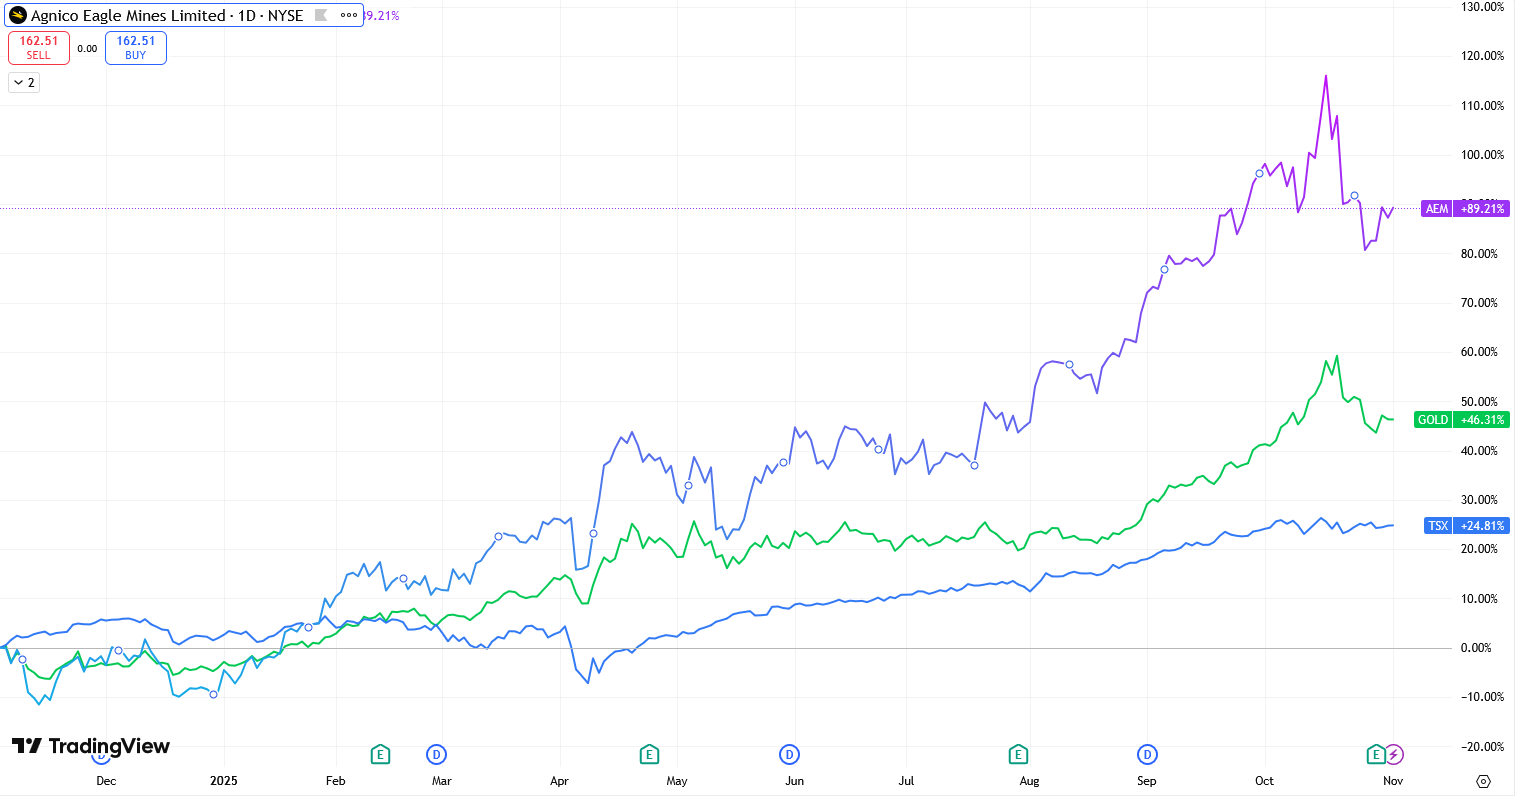 Agnico Eagle Mines Limited · 1D · NYSE
39.21%
162.51
SELL
0.00
162.51
BUY
2
130.00%
120.00%
110.00%
100.00%
AEM +89.21%
80.00%
70.00%
60.00%
50.00%
GOLD +46.31%
40.00%
30.00%
TSX +24.81%
20.00%
10.00%
0.00%
−10.00%
−20.00%
TradingView
D E D E D E D E
Dec 2025 Feb Mar Apr May Jun Jul Aug Sep Oct Nov